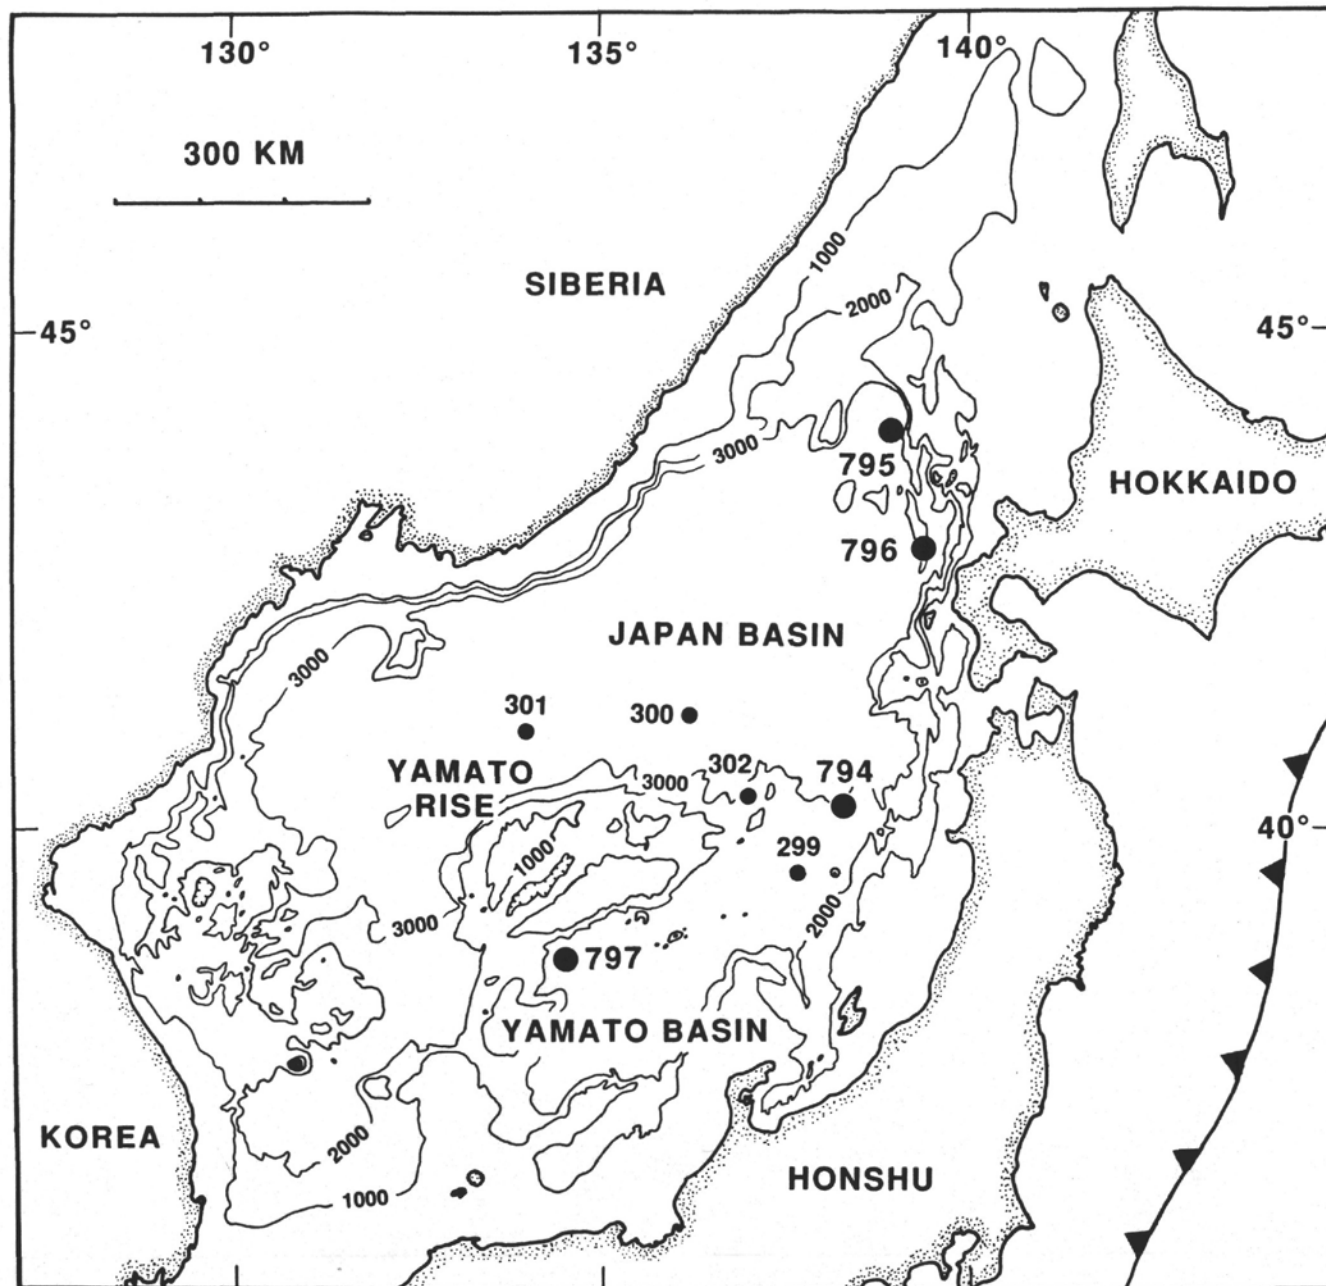 130°
135°
140°
300 KM
1000
SIBERIA
2000
45°
45°
3000
795
HOKKAIDO
796
JAPAN BASIN
3000
301
300
302
794
YAMATO
RISE
3000
40°
1000
299
3000
2000
797
YAMATO BASIN
KOREA
2000
HONSHU
1000